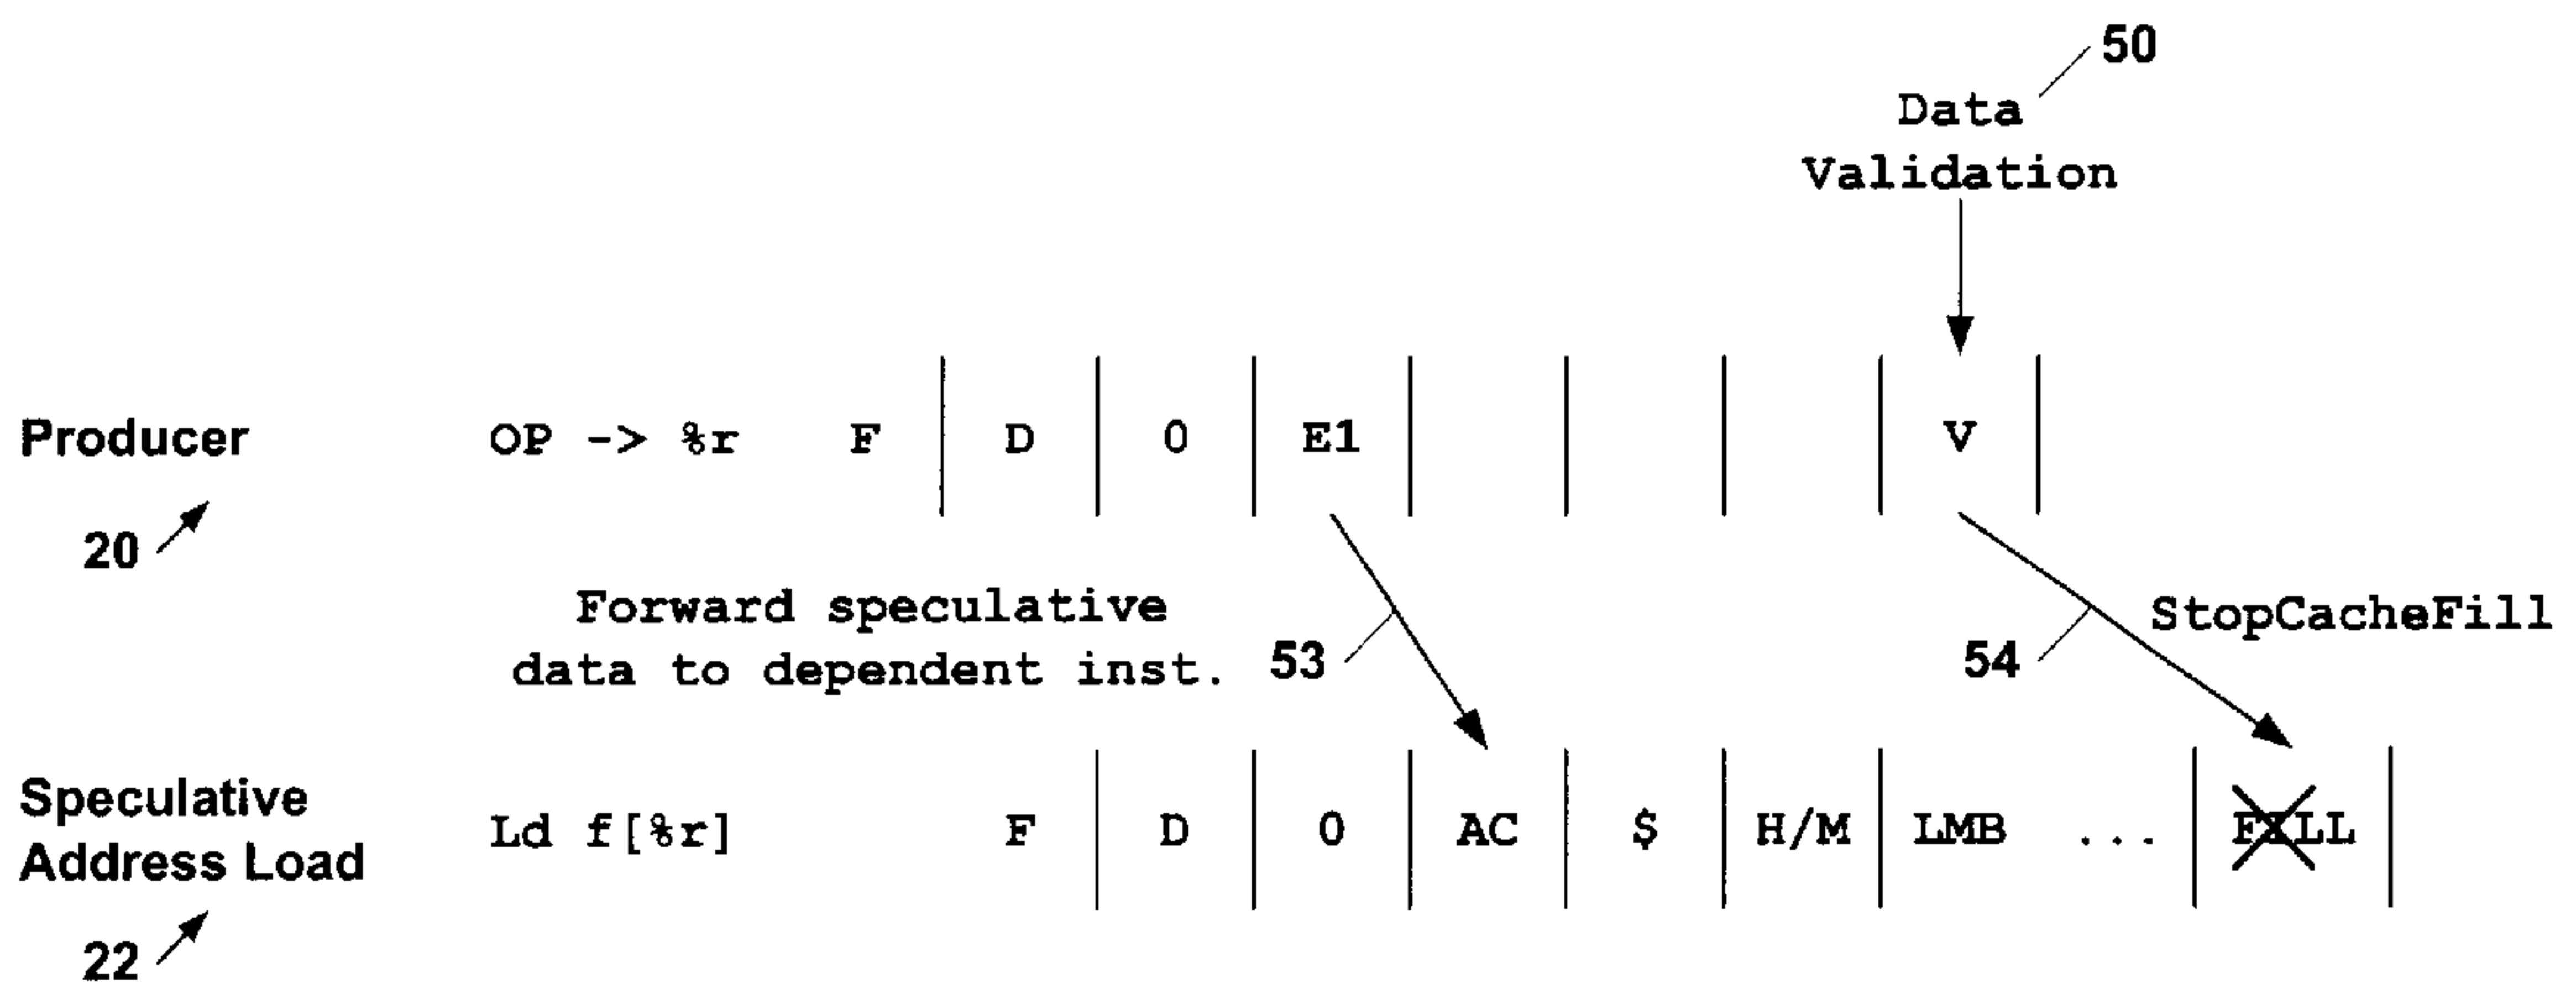 50
Data
Validation
Producer OP -> %r F D 0 E1 V
20
Forward speculative
data to dependent inst.
53
StopCacheFill
54
Speculative
Address Load
Ld f[%r] F D 0 AC $ H/M LMB ... FILL
22